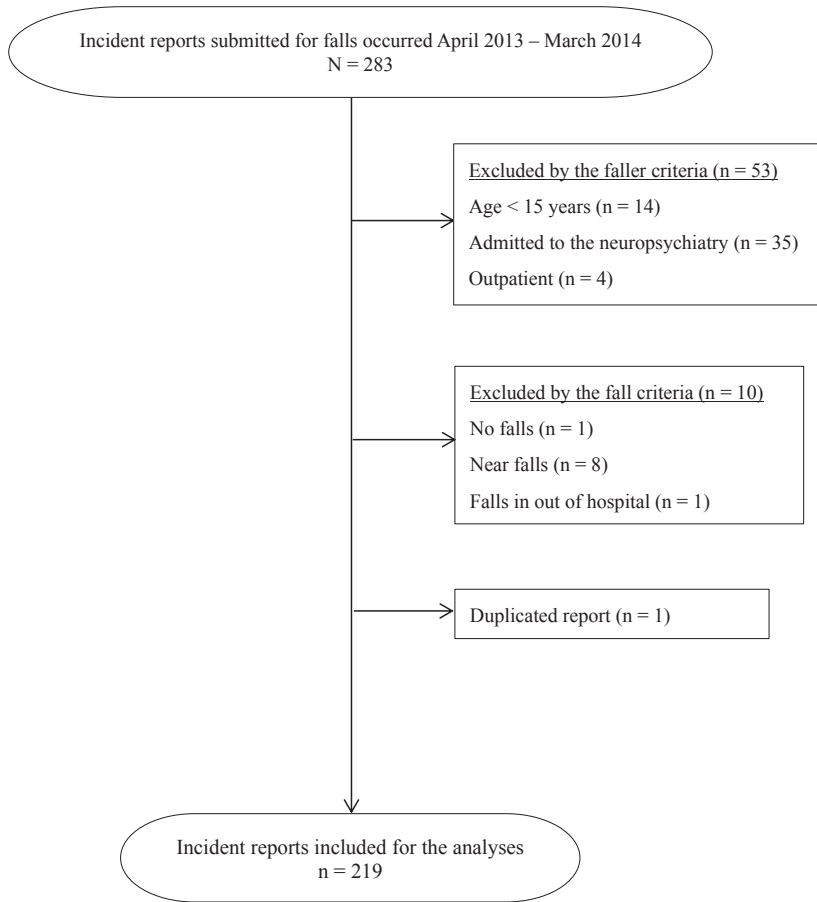 Incident reports submitted for falls occurred April 2013 – March 2014
N = 283
Excluded by the faller criteria (n = 53)
Age < 15 years (n = 14)
Admitted to the neuropsychiatry (n = 35)
Outpatient (n = 4)
Excluded by the fall criteria (n = 10)
No falls (n = 1)
Near falls (n = 8)
Falls in out of hospital (n = 1)
Duplicated report (n = 1)
Incident reports included for the analyses
n = 219